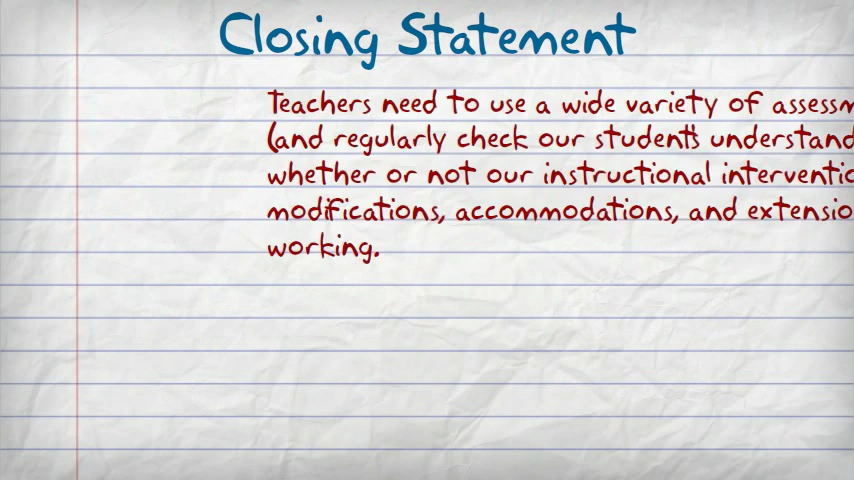 Closing Statement
Teachers need to use a wide variety of assessm
(and regularly check our students' understand
whether or not our instructional interventio
modifications, accommodations, and extensio
working.